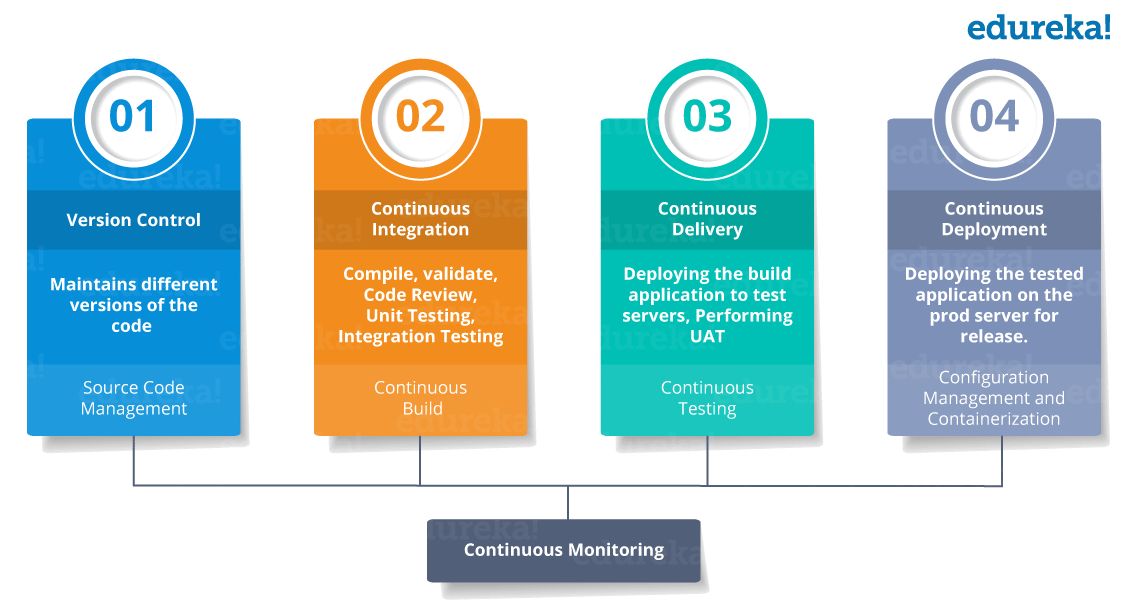 edureka!
01
Version Control
Maintains different
versions of the
code
Source Code
Management
02
Continuous
Integration
Compile, validate,
Code Review,
Unit Testing,
Integration Testing
Continuous
Build
03
Continuous
Delivery
Deploying the build
application to test
servers, Performing
UAT
Continuous
Testing
04
Continuous
Deployment
Deploying the tested
application on the
prod server for
release.
Configuration
Management and
Containerization
Continuous Monitoring